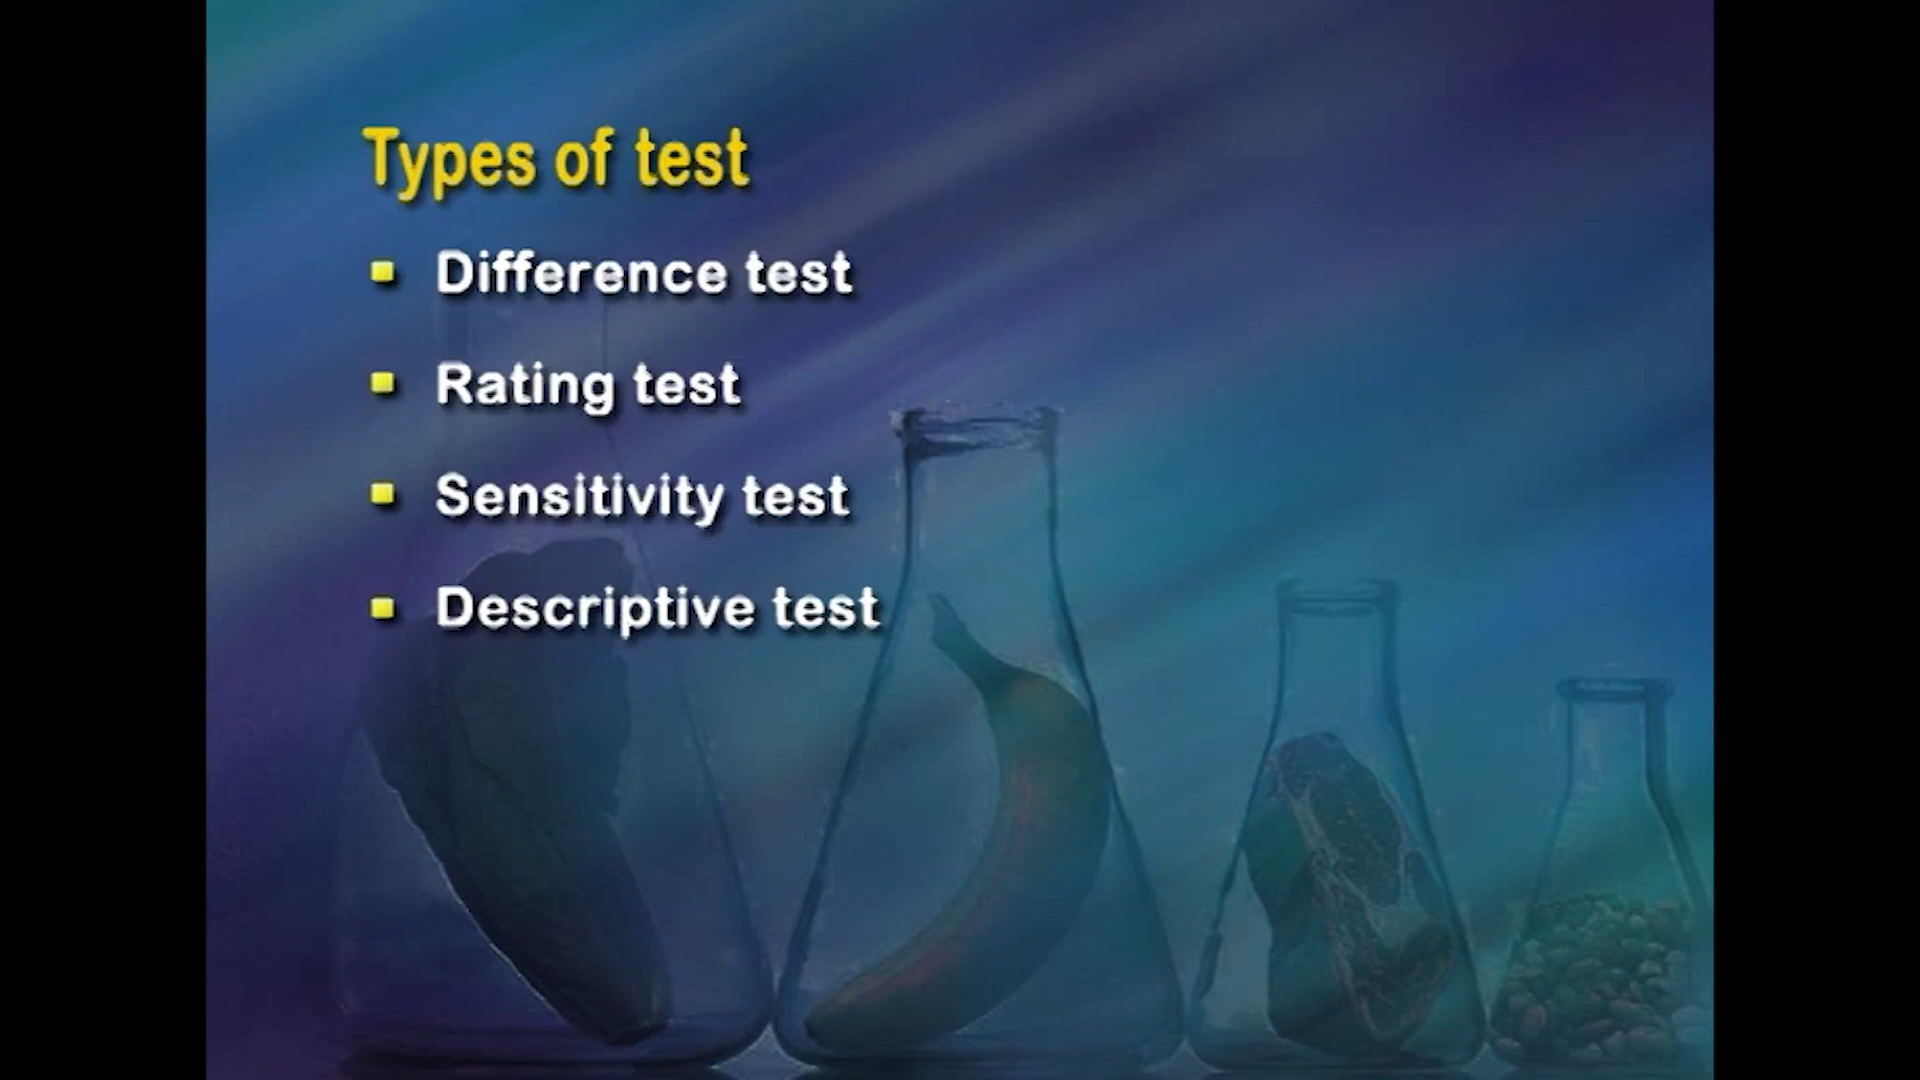 Types of test
Difference test
Rating test
Sensitivity test
Descriptive test